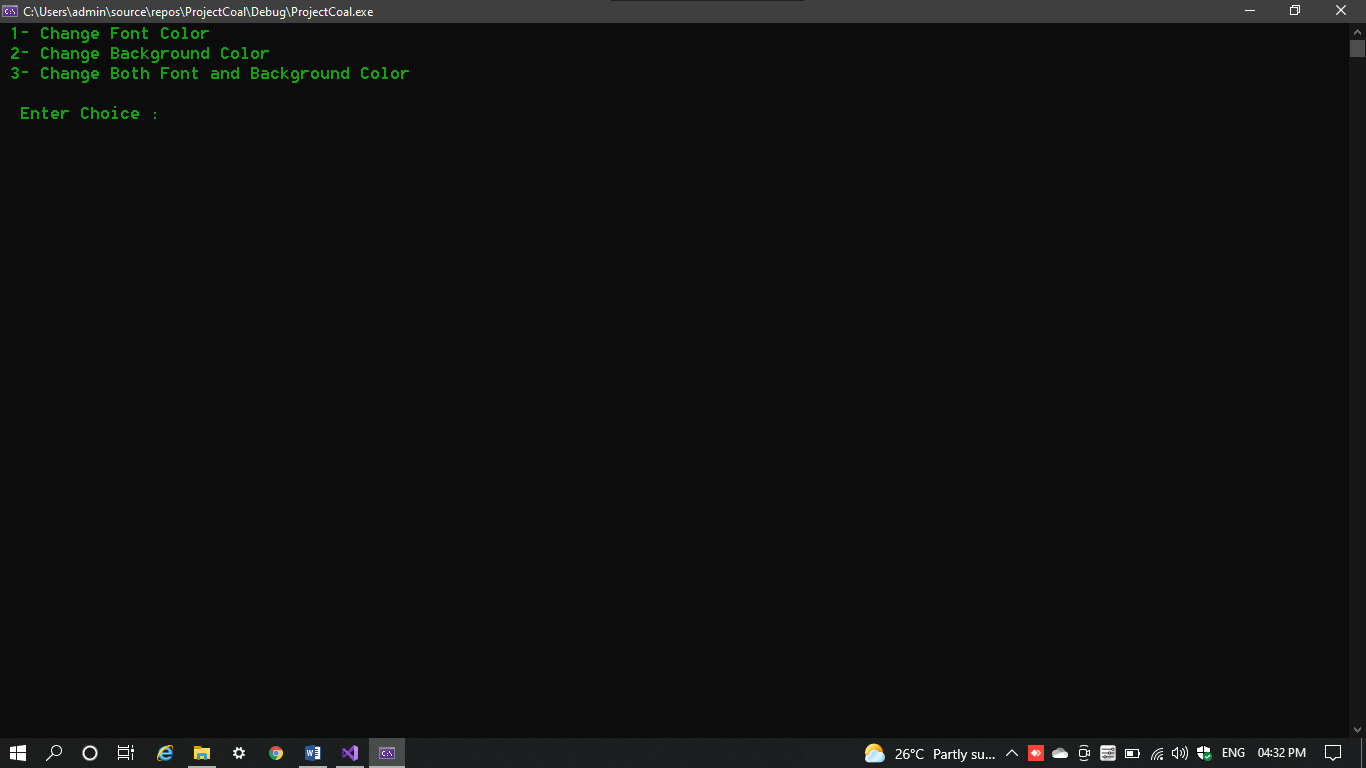 C:\Users\admin\source\repos\ProjectCoal\Debug\ProjectCoal.exe
1- Change Font Color
2- Change Background Color
3- Change Both Font and Background Color
Enter Choice :
26°C Partly su... ENG 04:32 PM